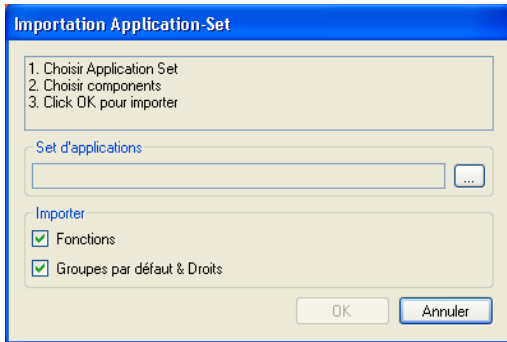 Importation Application-Set
1. Choisir Application Set
2. Choisir components
3. Click OK pour importer
Set d'applications
...
Importer
Fonctions
Groupes par défaut & Droits
OK
Annuler